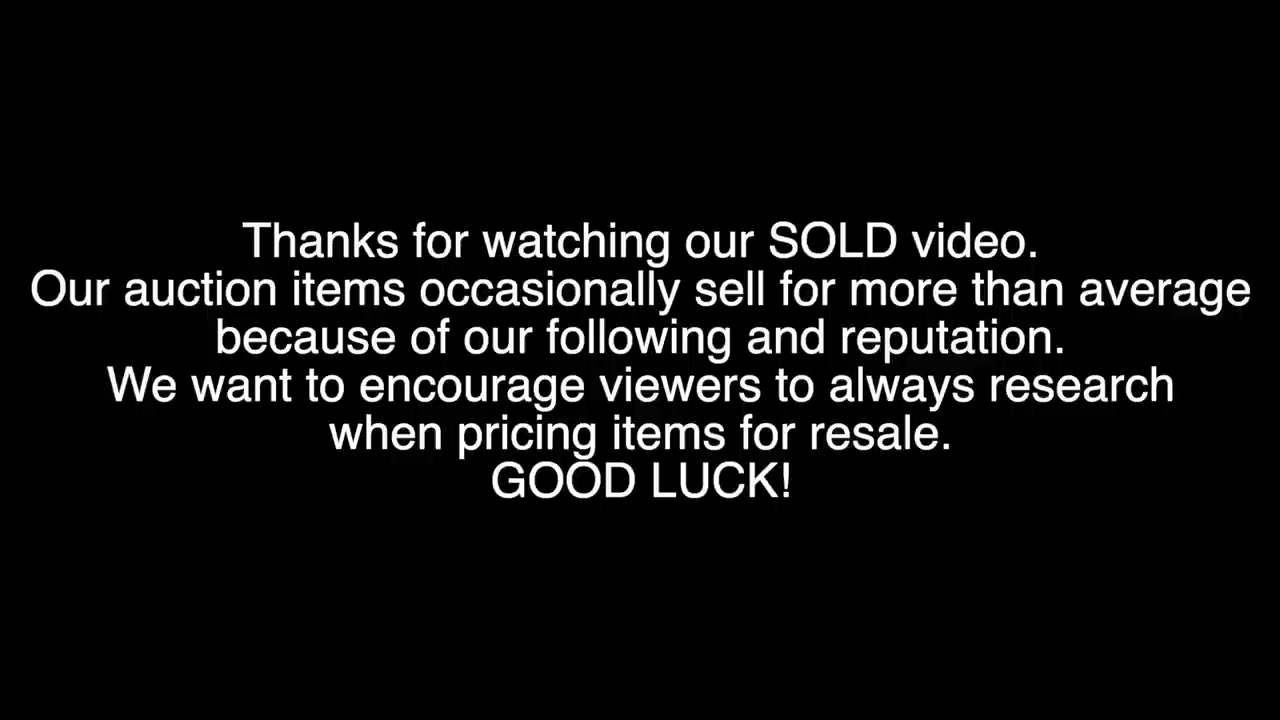 Thanks for watching our SOLD video.
Our auction items occasionally sell for more than average
because of our following and reputation.
We want to encourage viewers to always research
when pricing items for resale.
GOOD LUCK!